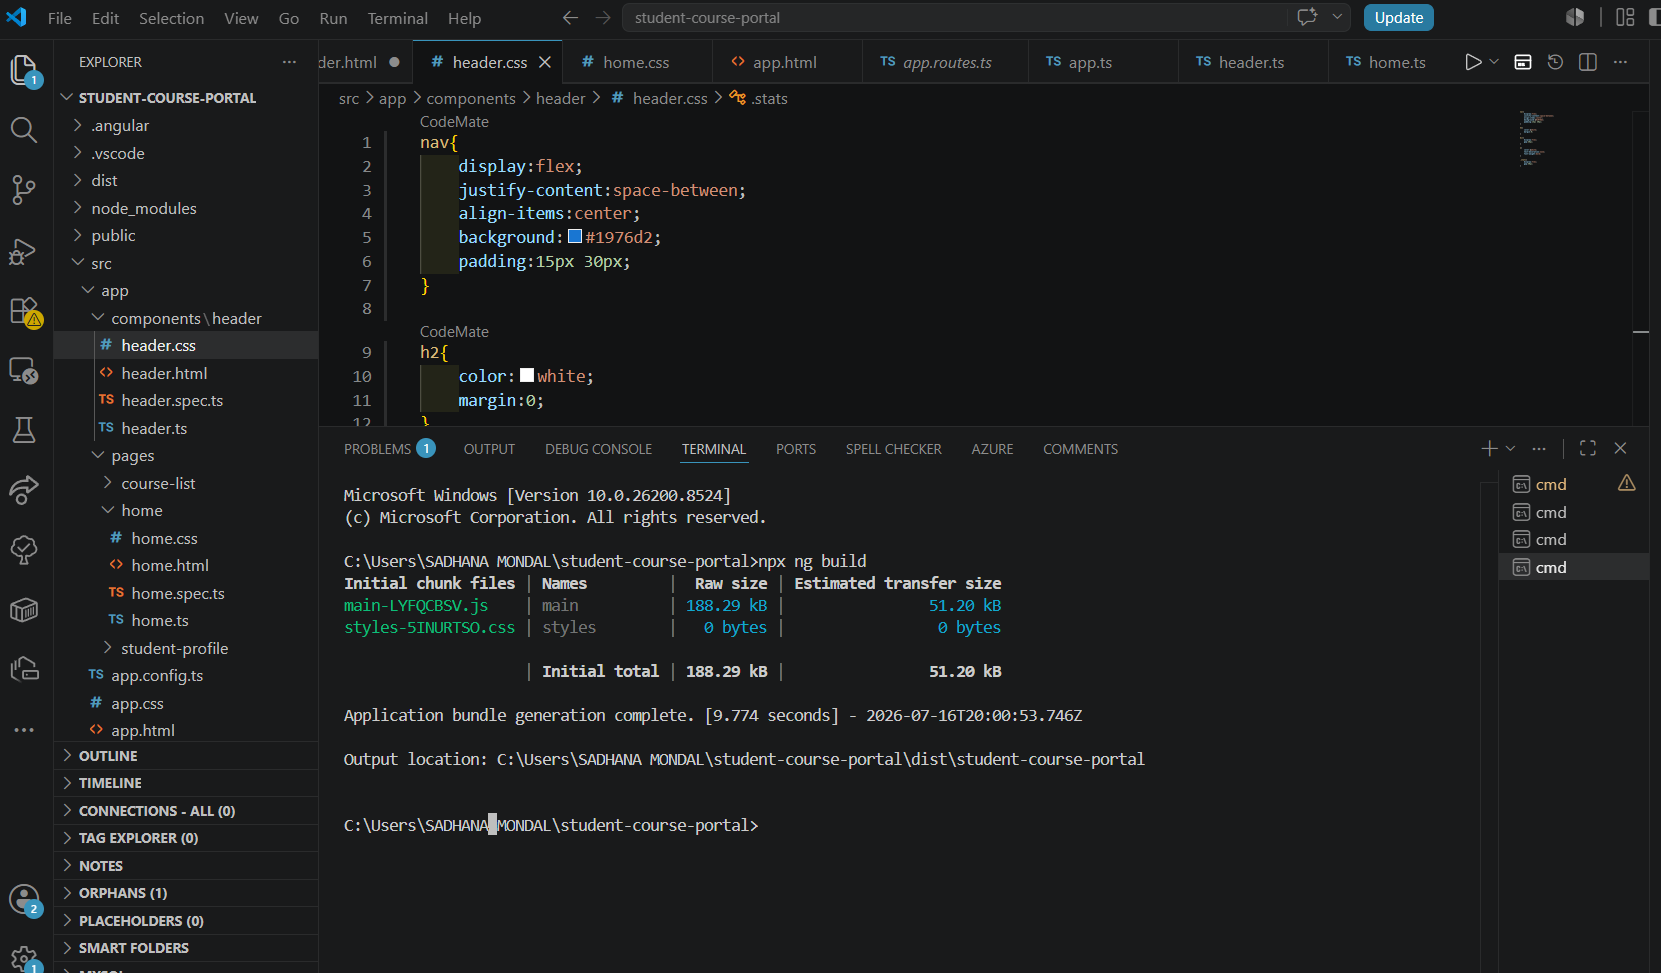 File Edit Selection View Go Run Terminal Help
student-course-portal
Update
EXPLORER
STUDENT-COURSE-PORTAL
.angular
.vscode
dist
node_modules
public
src
app
components\header
header.css
header.html
header.spec.ts
header.ts
pages
course-list
home
home.css
home.html
home.spec.ts
home.ts
student-profile
app.config.ts
app.css
app.html
OUTLINE
TIMELINE
CONNECTIONS - ALL (0)
TAG EXPLORER (0)
NOTES
ORPHANS (1)
PLACEHOLDERS (0)
SMART FOLDERS
1
2
1
der.html
# header.css
# home.css
<> app.html
TS app.routes.ts
TS app.ts
TS header.ts
TS home.ts
src > app > components > header > # header.css > .stats
CodeMate
1 nav{
2 display:flex;
3 justify-content:space-between;
4 align-items:center;
5 background:#1976d2;
6 padding:15px 30px;
7 }
8
CodeMate
9 h2{
10 color:white;
11 margin:0;
12 }
PROBLEMS 1 OUTPUT DEBUG CONSOLE TERMINAL PORTS SPELL CHECKER AZURE COMMENTS
Microsoft Windows [Version 10.0.26200.8524]
(c) Microsoft Corporation. All rights reserved.
C:\Users\SADHANA MONDAL\student-course-portal>npx ng build
Initial chunk files | Names | Raw size | Estimated transfer size
main-LYFQCBSV.js | main | 188.29 kB | 51.20 kB
styles-5INURTSO.css | styles | 0 bytes | 0 bytes
| Initial total | 188.29 kB | 51.20 kB
Application bundle generation complete. [9.774 seconds] - 2026-07-16T20:00:53.746Z
Output location: C:\Users\SADHANA MONDAL\student-course-portal\dist\student-course-portal
C:\Users\SADHANA MONDAL\student-course-portal>
cmd
cmd
cmd
cmd